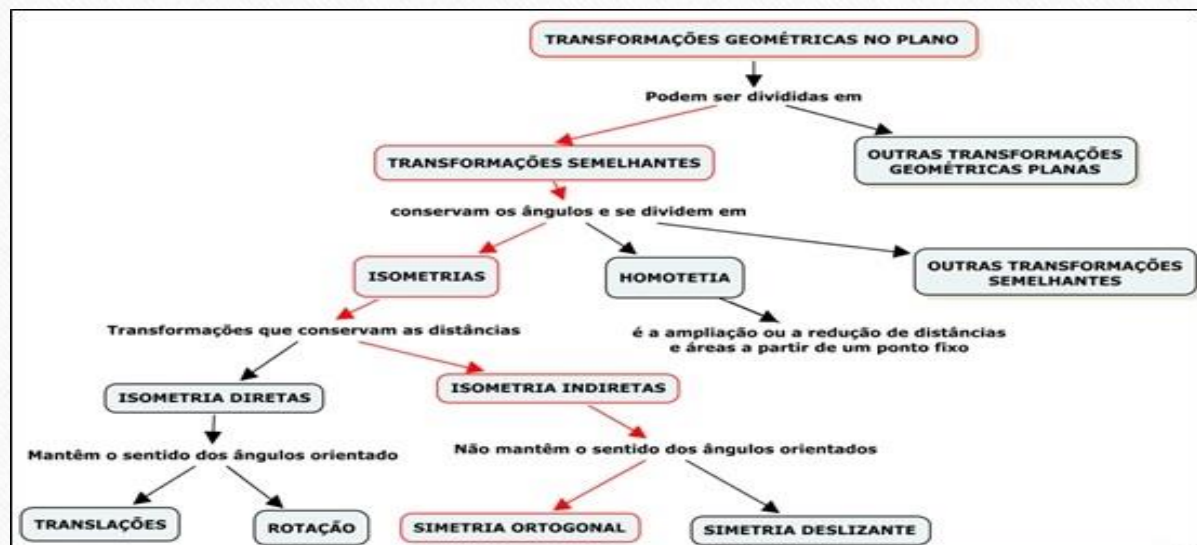 TRANSFORMAÇÕES GEOMÉTRICAS NO PLANO
Podem ser divididas em
TRANSFORMAÇÕES SEMELHANTES
OUTRAS TRANSFORMAÇÕES
GEOMÉTRICAS PLANAS
conservam os ângulos e se dividem em
ISOMETRIAS
HOMOTETIA
OUTRAS TRANSFORMAÇÕES
SEMELHANTES
Transformações que conservam as distâncias
é a ampliação ou a redução de distâncias
e áreas a partir de um ponto fixo
ISOMETRIA DIRETAS
ISOMETRIA INDIRETAS
Mantêm o sentido dos ângulos orientado
Não mantêm o sentido dos ângulos orientados
TRANSLAÇÕES
ROTAÇÃO
SIMETRIA ORTOGONAL
SIMETRIA DESLIZANTE